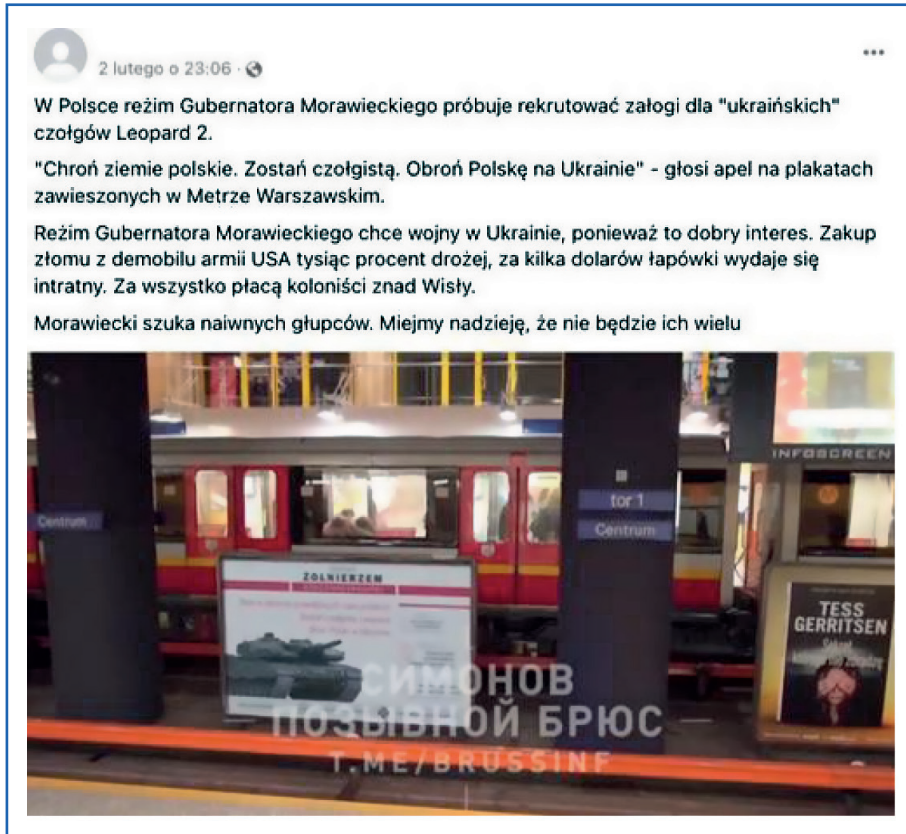 2 lutego o 23:06 ·
W Polsce reżim Gubernatora Morawieckiego próbuje rekrutować załogi dla "ukraińskich"
czołgów Leopard 2.
"Chroń ziemie polskie. Zostań czołgistą. Obroń Polskę na Ukrainie" - głosi apel na plakatach
zawieszonych w Metrze Warszawskim.
Reżim Gubernatora Morawieckiego chce wojny w Ukrainie, ponieważ to dobry interes. Zakup
złomu z demobilu armii USA tysiąc procent drożej, za kilka dolarów łapówki wydaje się
intratny. Za wszystko płacą koloniści znad Wisły.
Morawiecki szuka naiwnych głupców. Miejmy nadzieję, że nie będzie ich wielu
INFOSCREEN
tor 1
Centrum
Centrum
ŻOŁNIERZEM
TESS
GERRITSEN
СИМОНОВ
ПОЗЫВНОЙ БРЮС
T.ME/BRUSSINF